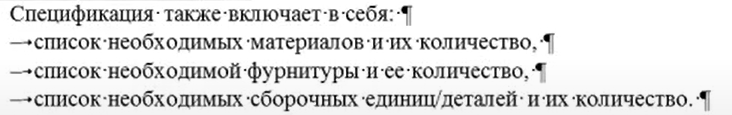 Спецификация также включает в себя:
–список необходимых материалов и их количество,
–список необходимой фурнитуры и ее количество,
–список необходимых сборочных единиц/деталей и их количество.